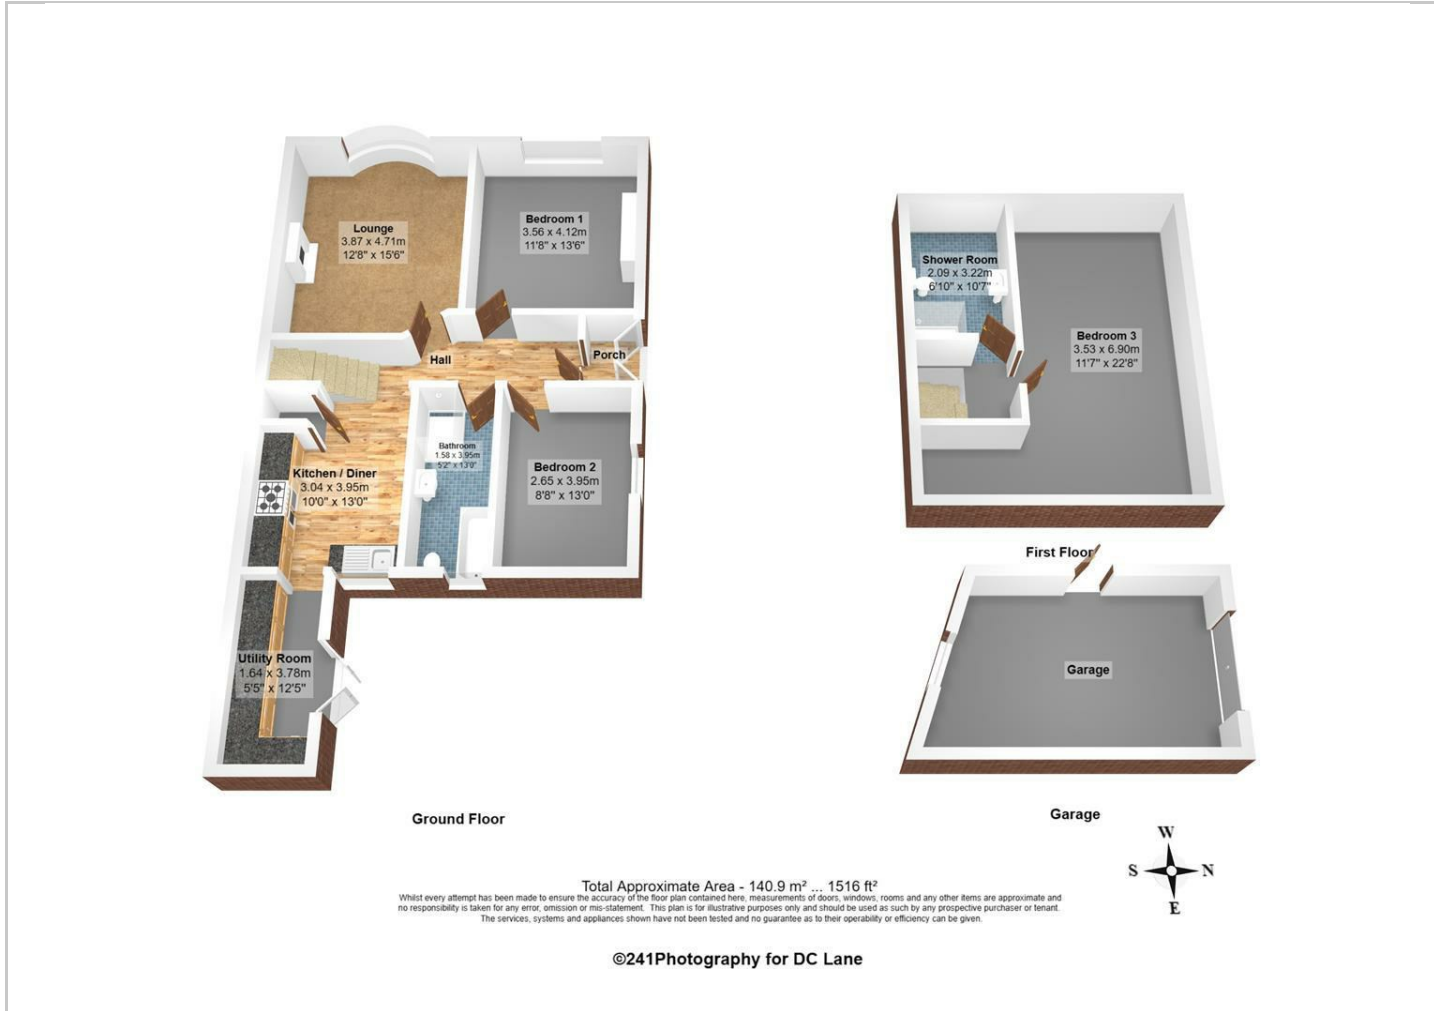 Lounge
3.87 x 4.71m
12'8" x 15'6"
Bedroom 1
3.56 x 4.12m
11'8" x 13'6"
Hall
Porch
Bathroom
1.58 x 3.95m
5'2" x 13'0"
Kitchen / Diner
3.04 x 3.95m
10'0" x 13'0"
Bedroom 2
2.65 x 3.95m
8'8" x 13'0"
Utility Room
1.64 x 3.78m
5'5" x 12'5"
Ground Floor
Shower Room
2.09 x 3.22m
6'10" x 10'7"
Bedroom 3
3.53 x 6.90m
11'7" x 22'8"
First Floor
Garage
Garage
W
S N
E
Total Approximate Area - 140.9 m² ... 1516 ft²
Whilst every attempt has been made to ensure the accuracy of the floor plan contained here, measurements of doors, windows, rooms and any other items are approximate and
no responsibility is taken for any error, omission or mis-statement. This plan is for illustrative purposes only and should be used as such by any prospective purchaser or tenant.
The services, systems and appliances shown have not been tested and no guarantee as to their operability or efficiency can be given.
©241Photography for DC Lane